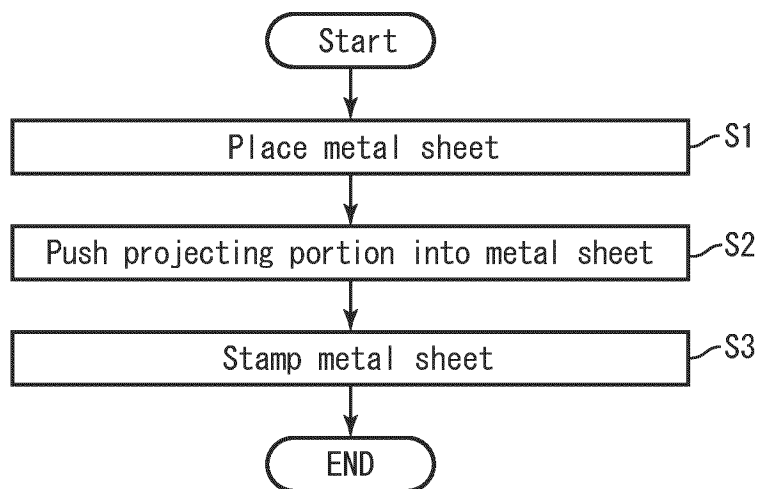 Start
Place metal sheet
S1
Push projecting portion into metal sheet
S2
Stamp metal sheet
S3
END